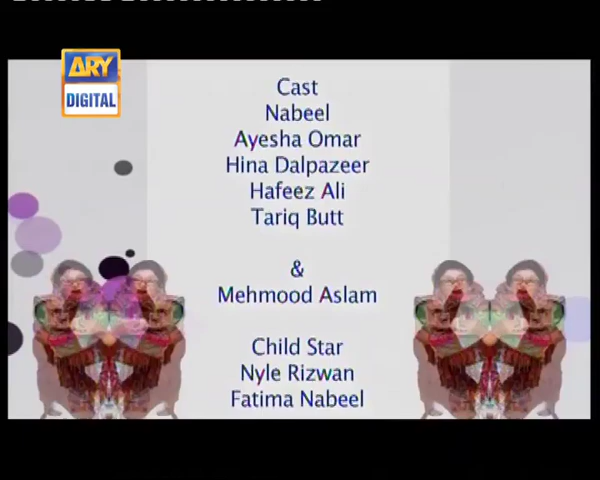 ARY
DIGITAL
Cast
Nabeel
Ayesha Omar
Hina Dalpazeer
Hafeez Ali
Tariq Butt
&
Mehmood Aslam
Child Star
Nyle Rizwan
Fatima Nabeel